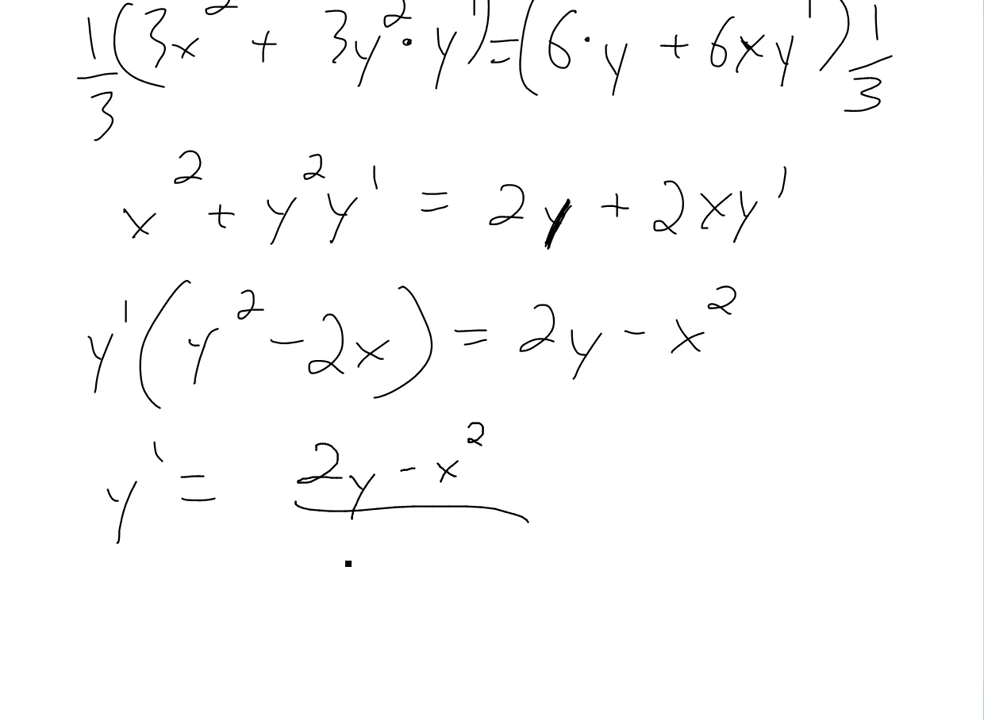 1/3(3x² + 3y²·y')=(6·y + 6xy')1/3
x² + y²y' = 2y + 2xy'
y'(y² - 2x) = 2y - x²
y' = 2y - x²